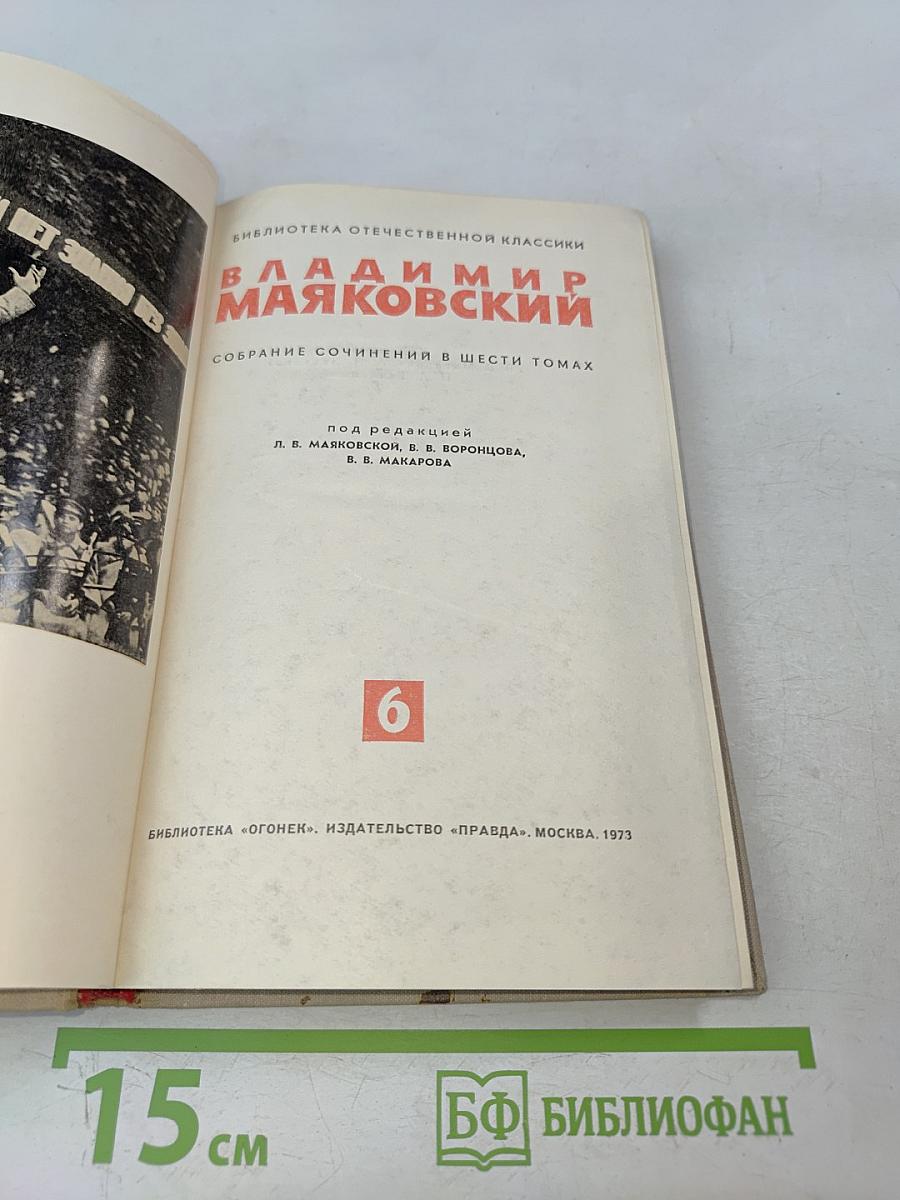 НЕТ
БИБЛИОТЕКА ОТЕЧЕСТВЕННОЙ КЛАССИКИ
ВЛАДИМИР
МАЯКОВСКИЙ
СОБРАНИЕ СОЧИНЕНИЙ В ШЕСТИ ТОМАХ
под редакцией
Л. В. МАЯКОВСКОЙ, В. В. ВОРОНЦОВА,
В. В. МАКАРОВА
6
БИБЛИОТЕКА «ОГОНЕК». ИЗДАТЕЛЬСТВО «ПРАВДА». МОСКВА. 1973
15 см
БФ БИБЛИОФАН